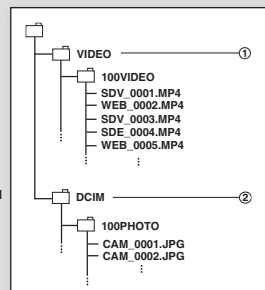 VIDEO ①
100VIDEO
SDV_0001.MP4
WEB_0002.MP4
SDV_0003.MP4
SDE_0004.MP4
WEB_0005.MP4
DCIM ②
100PHOTO
CAM_0001.JPG
CAM_0002.JPG